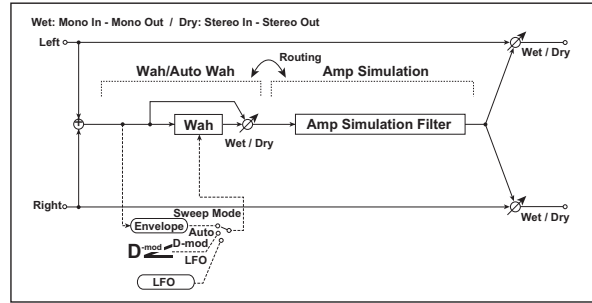 Wet: Mono In - Mono Out / Dry: Stereo In - Stereo Out
Left
Wet / Dry
Routing
Wah/Auto Wah
Amp Simulation
Wah
Amp Simulation Filter
Wet / Dry
Right
Wet / Dry
Sweep Mode
Envelope
Auto
D-mod
D-mod
LFO
LFO